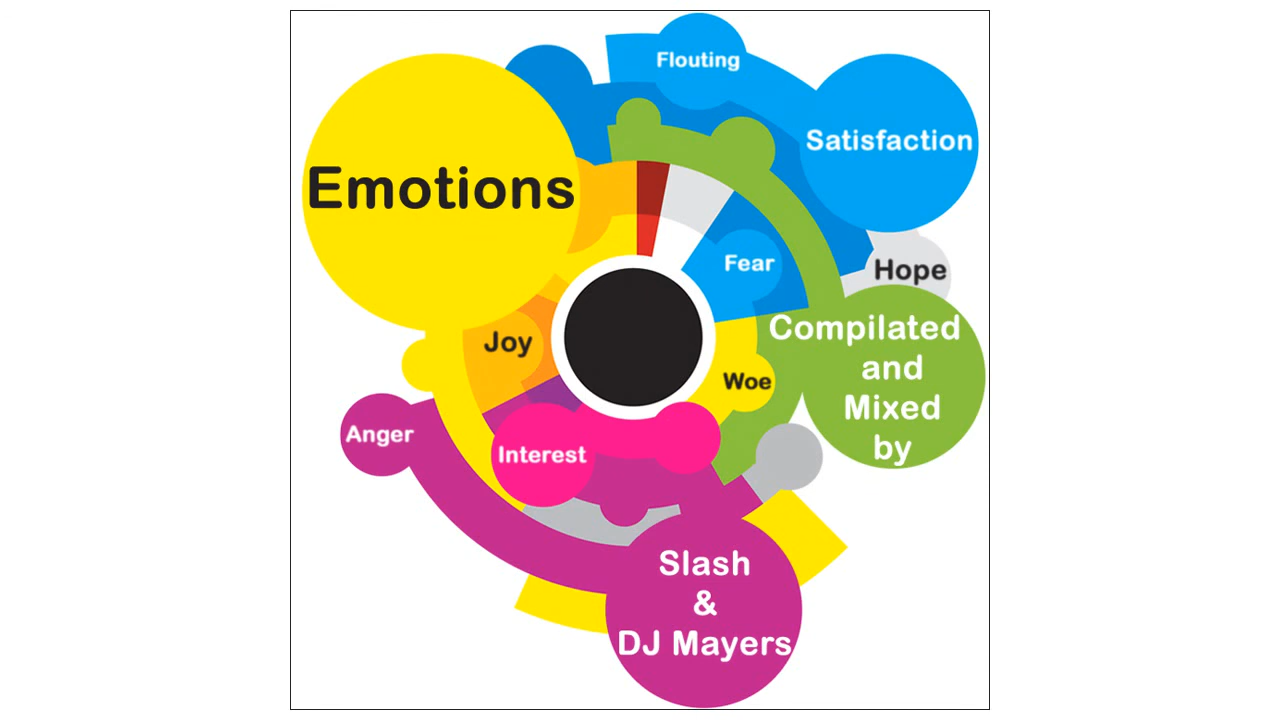 Flouting
Satisfaction
Emotions
Fear
Hope
Compilated
and
Mixed
by
Joy
Woe
Anger
Interest
Slash
&
DJ Mayers